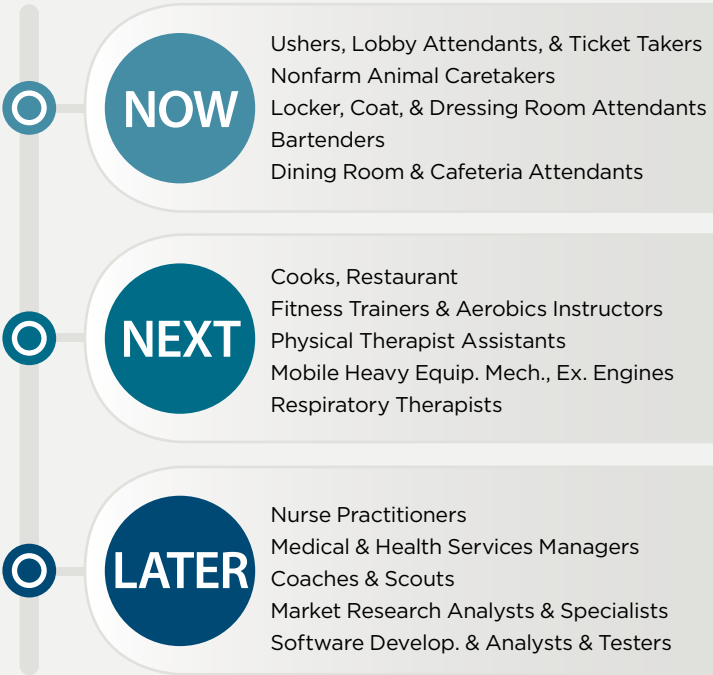 NOW
Ushers, Lobby Attendants, & Ticket Takers
Nonfarm Animal Caretakers
Locker, Coat, & Dressing Room Attendants
Bartenders
Dining Room & Cafeteria Attendants
NEXT
Cooks, Restaurant
Fitness Trainers & Aerobics Instructors
Physical Therapist Assistants
Mobile Heavy Equip. Mech., Ex. Engines
Respiratory Therapists
LATER
Nurse Practitioners
Medical & Health Services Managers
Coaches & Scouts
Market Research Analysts & Specialists
Software Develop. & Analysts & Testers